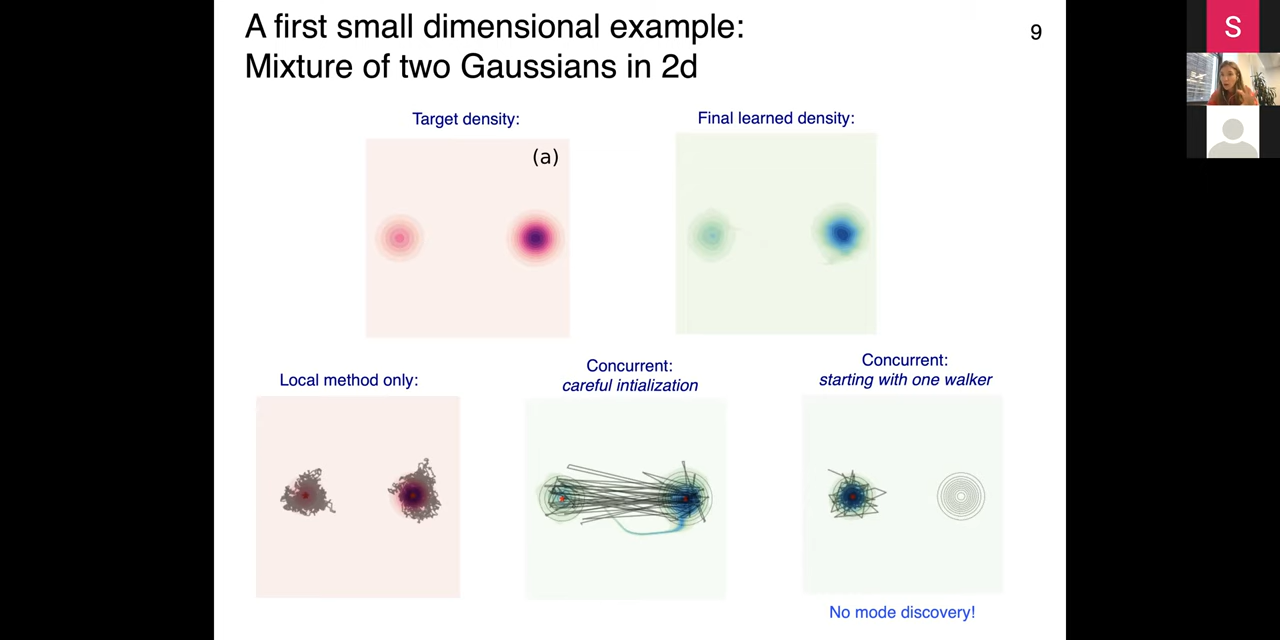 A first small dimensional example:
Mixture of two Gaussians in 2d
9
S
Target density:
Final learned density:
(a)
Local method only:
Concurrent:
careful intialization
Concurrent:
starting with one walker
No mode discovery!